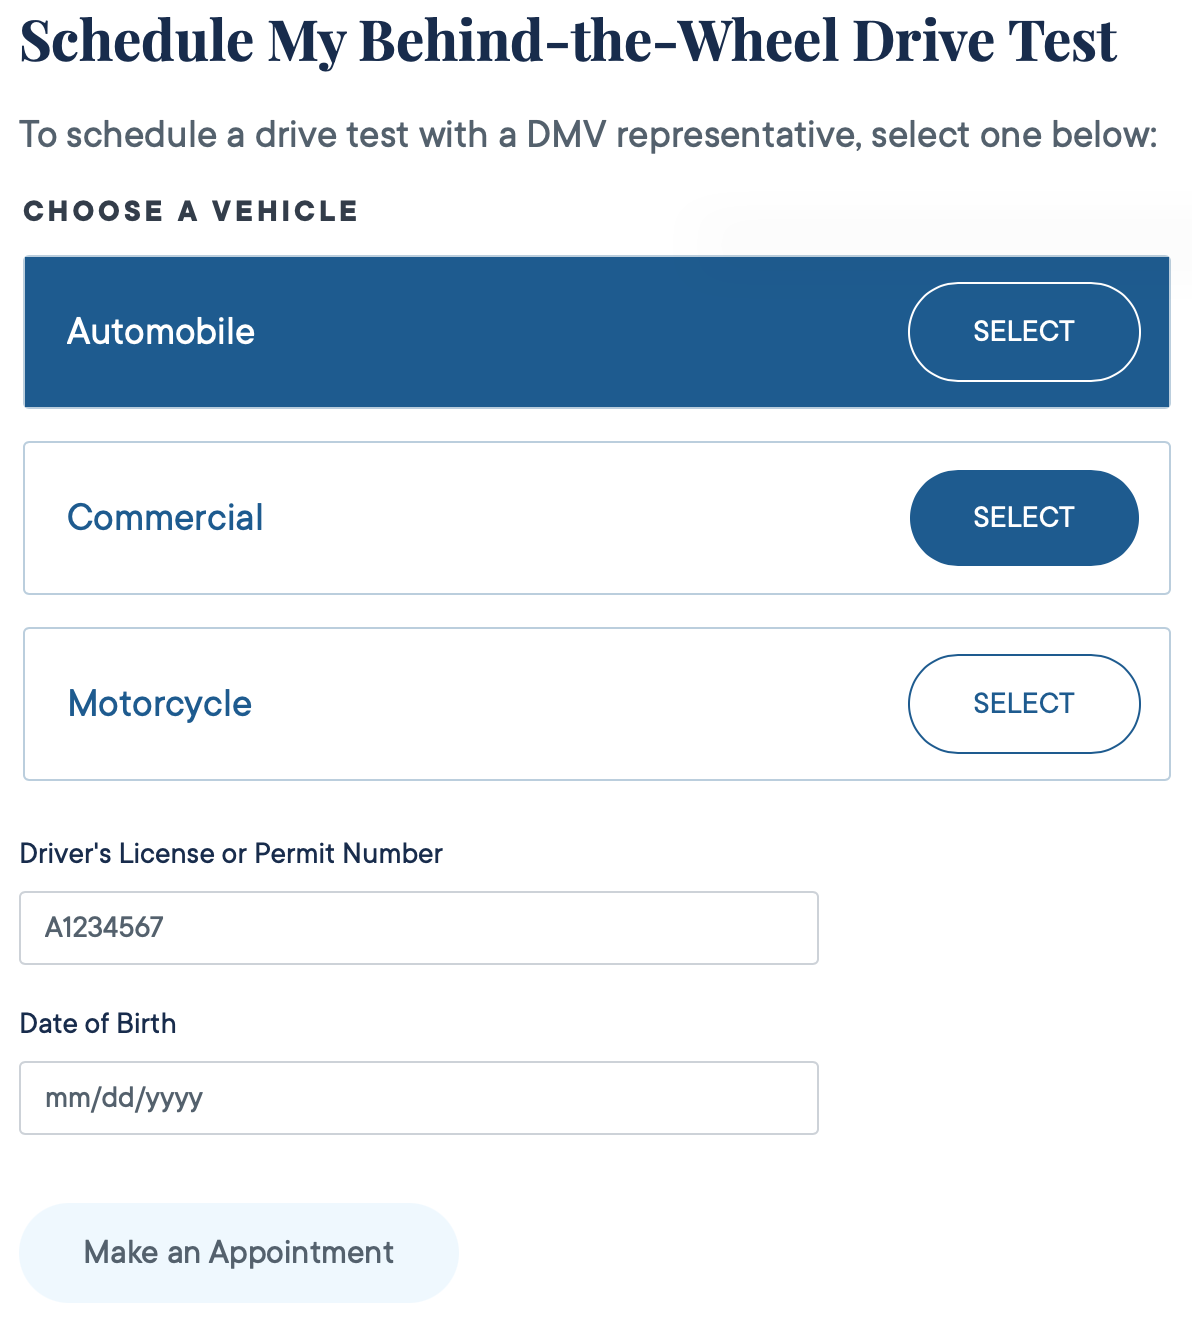 Schedule My Behind-the-Wheel Drive Test
To schedule a drive test with a DMV representative, select one below:
CHOOSE A VEHICLE
Automobile SELECT
Commercial SELECT
Motorcycle SELECT
Driver's License or Permit Number
A1234567
Date of Birth
mm/dd/yyyy
Make an Appointment